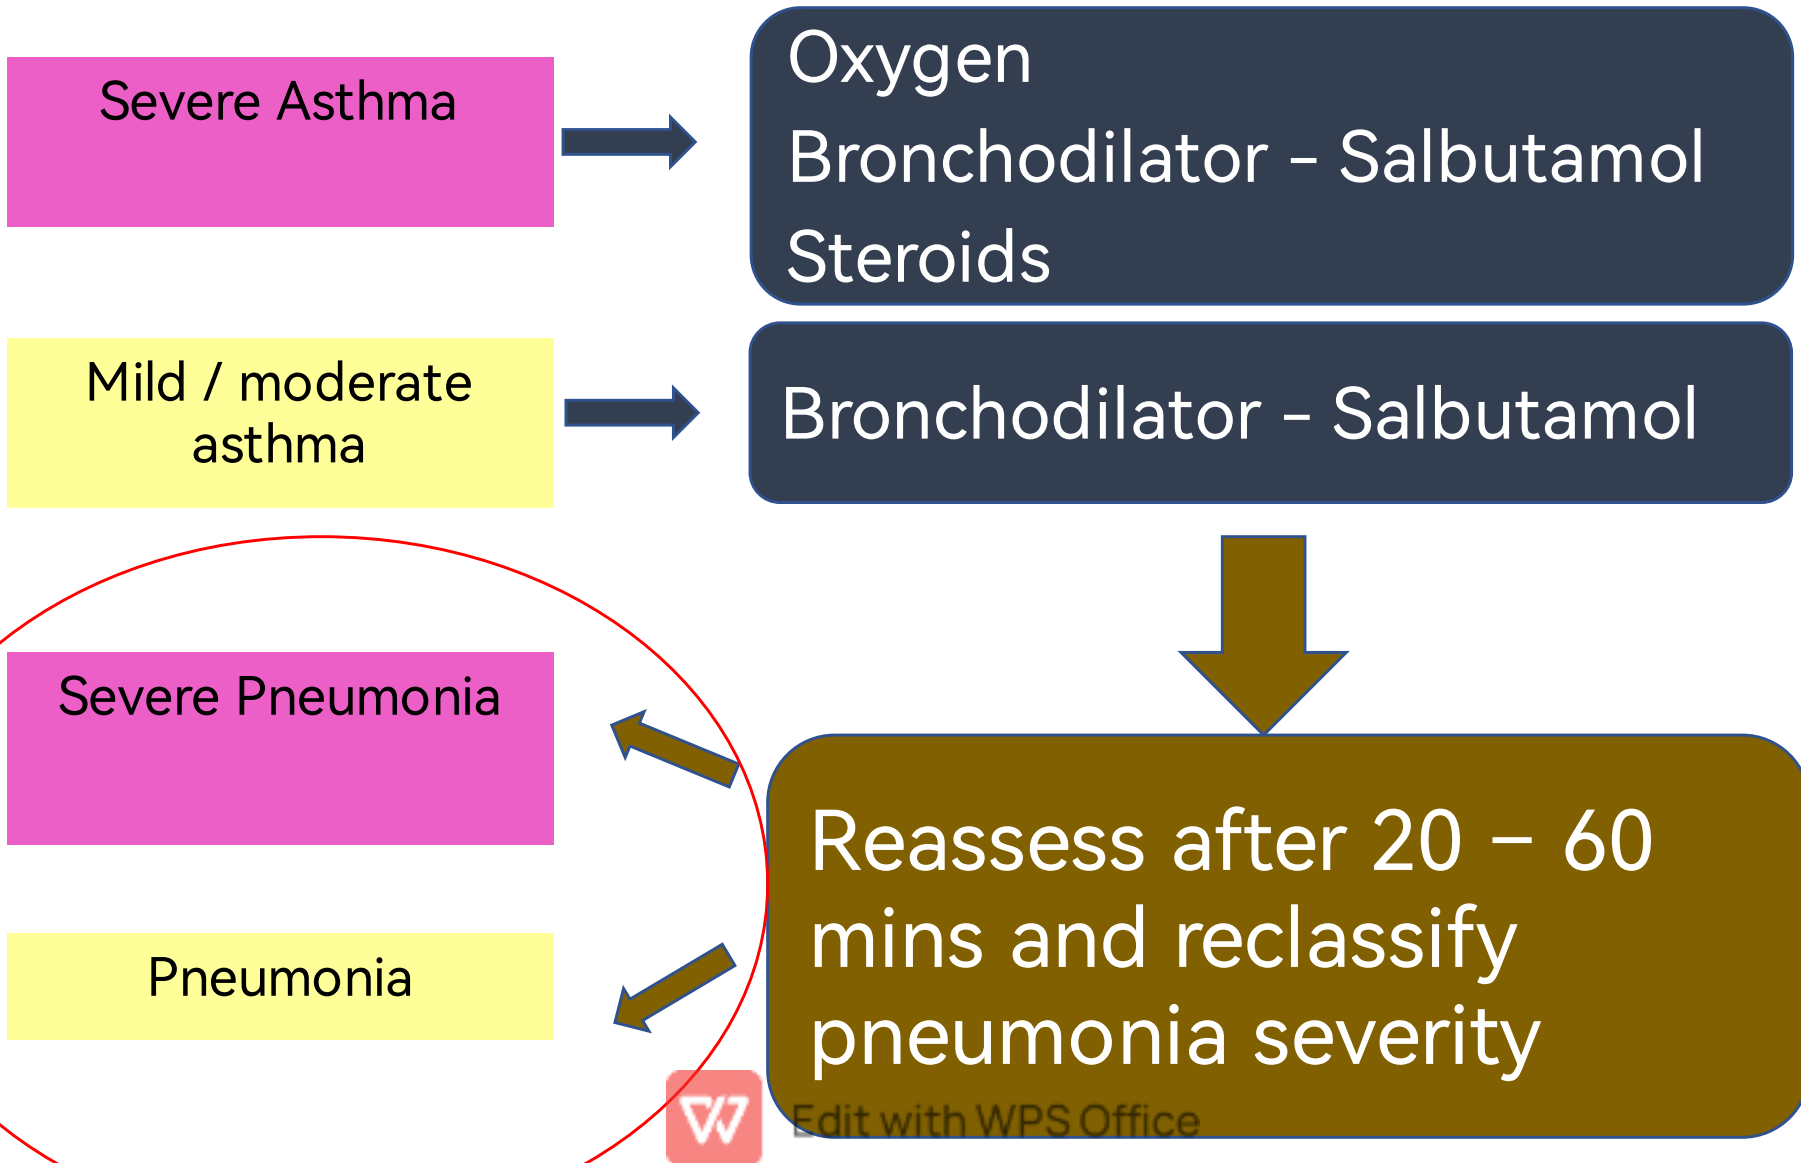 Severe Asthma
Oxygen
Bronchodilator – Salbutamol
Steroids
Mild / moderate
asthma
Bronchodilator – Salbutamol
Severe Pneumonia
Pneumonia
Reassess after 20 – 60
mins and reclassify
pneumonia severity
Edit with WPS Office